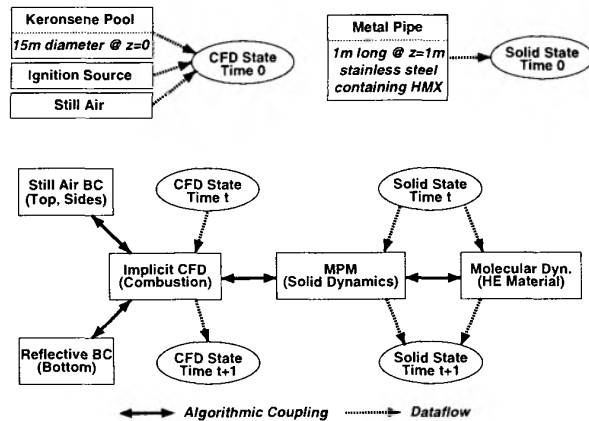 Keronsene Pool
15m diameter @ z=0
Ignition Source
Still Air
CFD State
Time 0
Metal Pipe
1m long @ z=1m
stainless steel
containing HMX
Solid State
Time 0
Still Air BC
(Top, Sides)
CFD State
Time t
Solid State
Time t
Implicit CFD
(Combustion)
MPM
(Solid Dynamics)
Molecular Dyn.
(HE Material)
Reflective BC
(Bottom)
CFD State
Time t+1
Solid State
Time t+1
Algorithmic Coupling
Dataflow